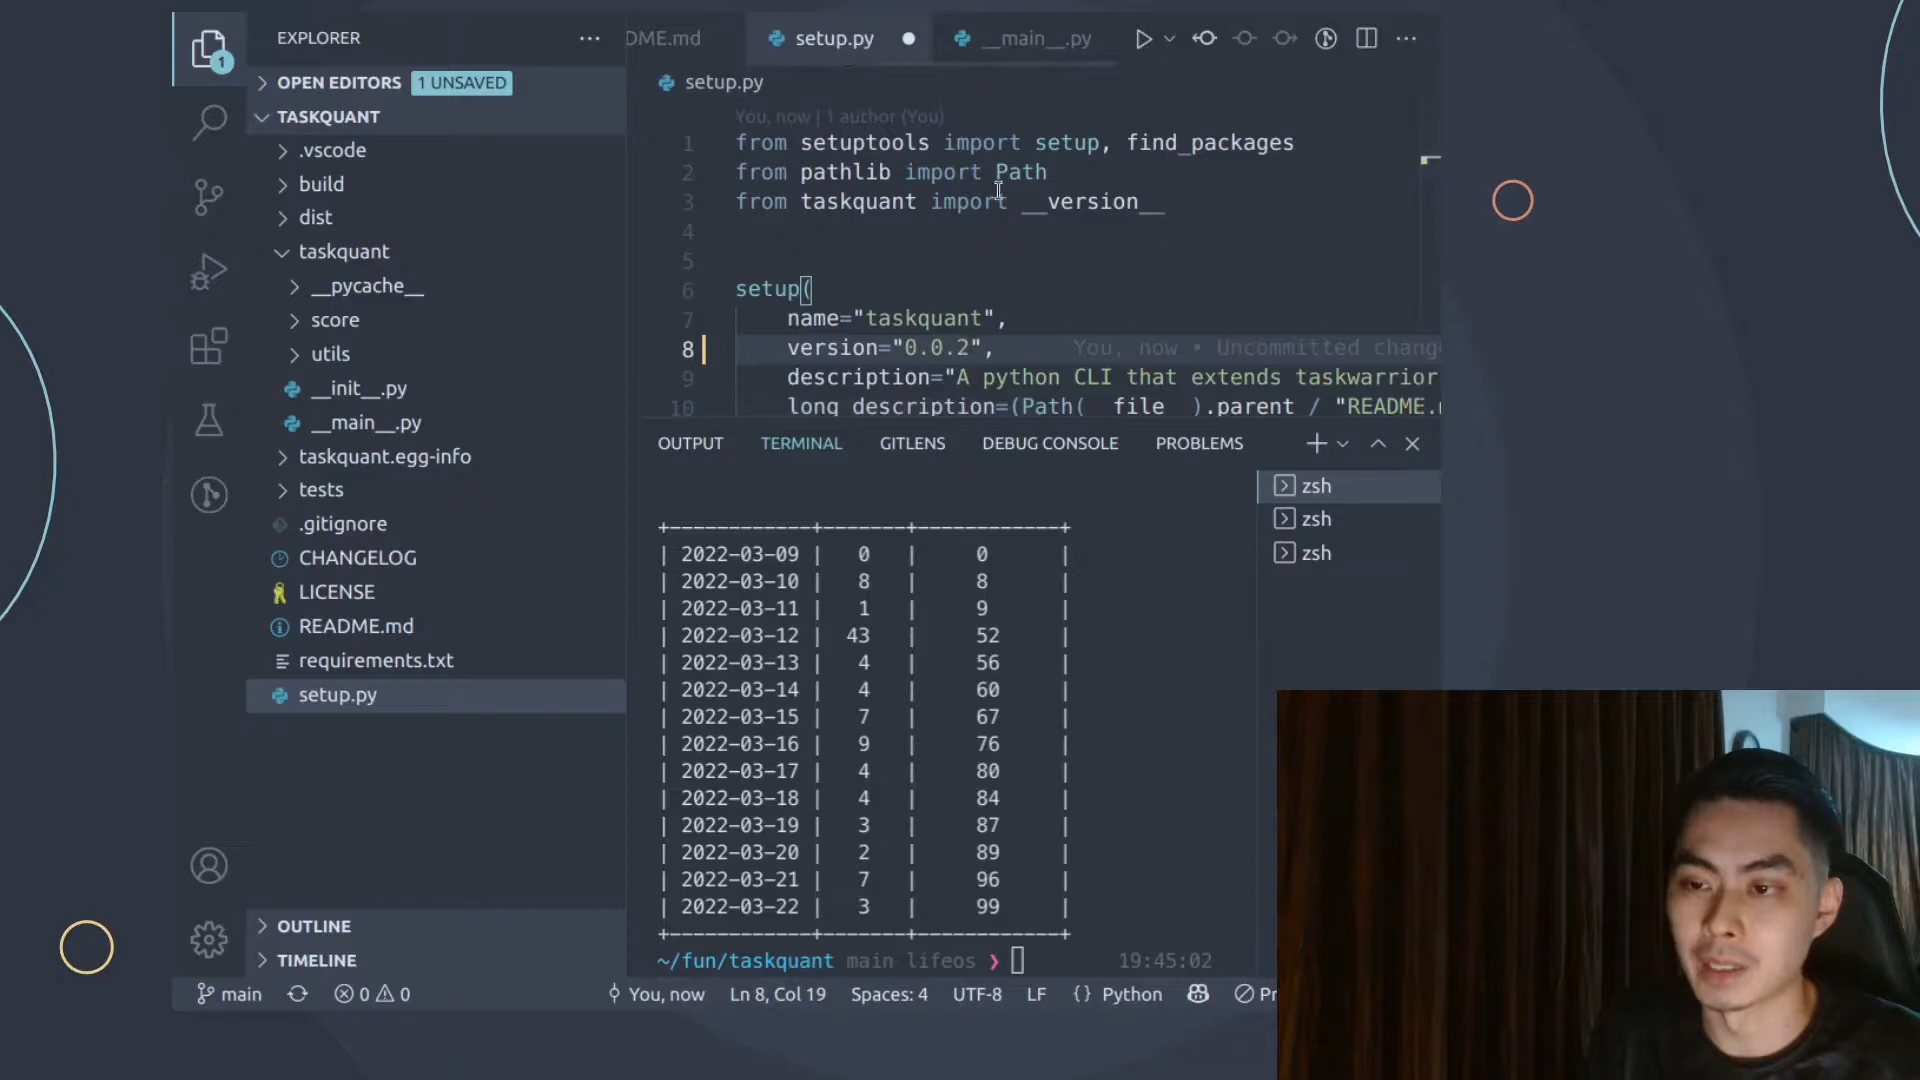 EXPLORER
1
OPEN EDITORS 1 UNSAVED
TASKQUANT
.vscode
build
dist
taskquant
__pycache__
score
utils
__init__.py
__main__.py
taskquant.egg-info
tests
.gitignore
CHANGELOG
LICENSE
README.md
requirements.txt
setup.py
OUTLINE
TIMELINE
DME.md
setup.py
__main__.py
setup.py
You, now | 1 author (You)
1 from setuptools import setup, find_packages
2 from pathlib import Path
3 from taskquant import __version__
4
5
6 setup(
7 name="taskquant",
8 version="0.0.2", You, now • Uncommitted chang
9 description="A python CLI that extends taskwarrior
10 long_description=(Path(__file__).parent / "README.
OUTPUT TERMINAL GITLENS DEBUG CONSOLE PROBLEMS
zsh
zsh
zsh
+------------+-------+------------+
| 2022-03-09 | 0 | 0 |
| 2022-03-10 | 8 | 8 |
| 2022-03-11 | 1 | 9 |
| 2022-03-12 | 43 | 52 |
| 2022-03-13 | 4 | 56 |
| 2022-03-14 | 4 | 60 |
| 2022-03-15 | 7 | 67 |
| 2022-03-16 | 9 | 76 |
| 2022-03-17 | 4 | 80 |
| 2022-03-18 | 4 | 84 |
| 2022-03-19 | 3 | 87 |
| 2022-03-20 | 2 | 89 |
| 2022-03-21 | 7 | 96 |
| 2022-03-22 | 3 | 99 |
+------------+-------+------------+
~/fun/taskquant main lifeos ❯ 19:45:02
main 0 0 You, now Ln 8, Col 19 Spaces: 4 UTF-8 LF {} Python Pr